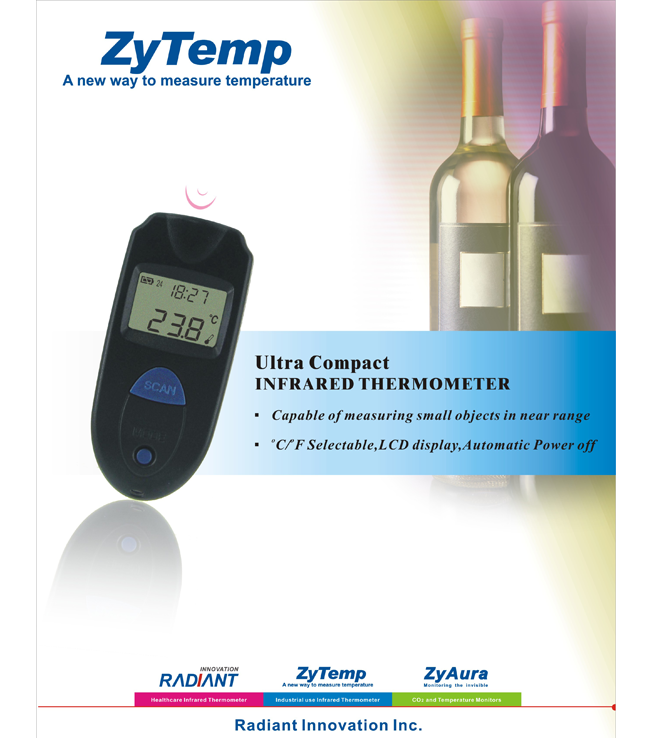 ZyTemp
A new way to measure temperature
24
18:27
23.8 °C
SCAN
Ultra Compact
INFRARED THERMOMETER
▪ Capable of measuring small objects in near range
▪ °C/°F Selectable,LCD display,Automatic Power off
INNOVATION
RADIANT
Healthcare Infrared Thermometer
ZyTemp
A new way to measure temperature
Industrial use Infrared Thermometer
ZyAura
Monitoring the invisible
CO₂ and Temperature Monitors
Radiant Innovation Inc.